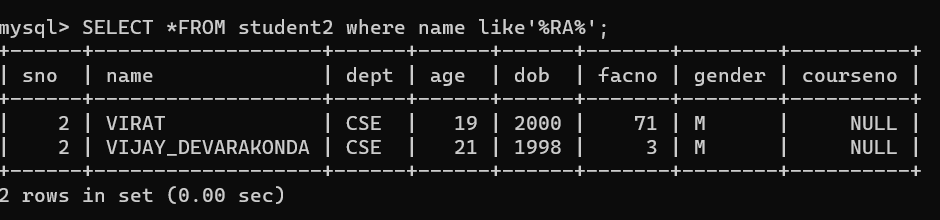 mysql> SELECT *FROM student2 where name like'%RA%';
+------+------------------+------+------+------+-------+--------+----------+
| sno  | name             | dept | age  | dob  | facno | gender | courseno |
+------+------------------+------+------+------+-------+--------+----------+
|    2 | VIRAT            | CSE  |   19 | 2000 |    71 | M      |     NULL |
|    2 | VIJAY_DEVARAKONDA | CSE  |   21 | 1998 |     3 | M      |     NULL |
+------+------------------+------+------+------+-------+--------+----------+
2 rows in set (0.00 sec)